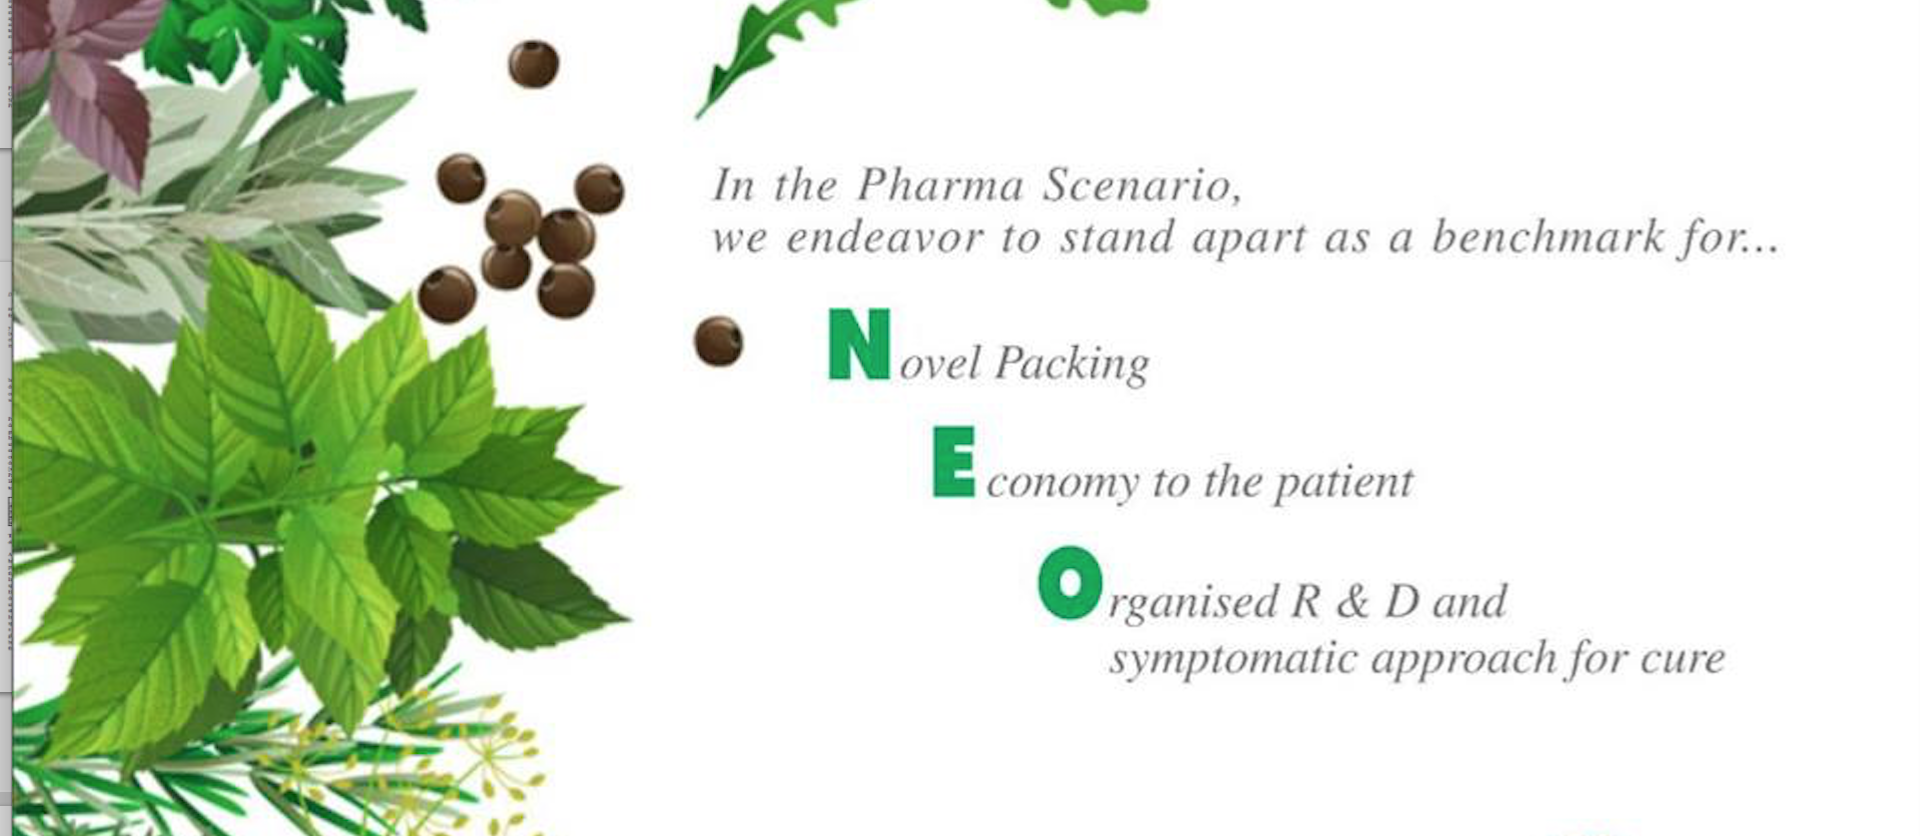 In the Pharma Scenario,
we endeavor to stand apart as a benchmark for...
Novel Packing
Economy to the patient
Organised R & D and
symptomatic approach for cure